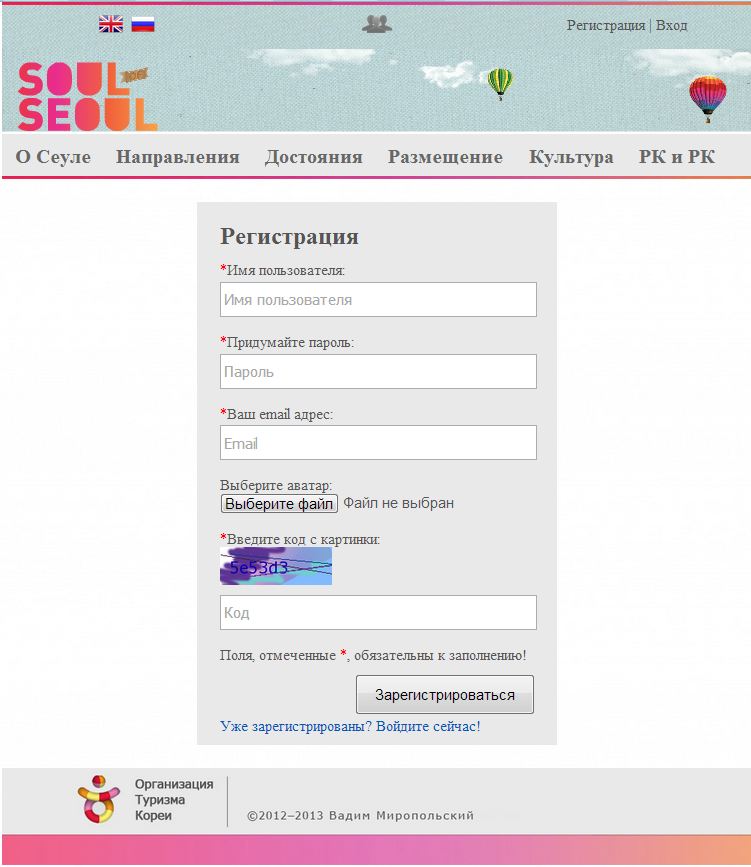 Регистрация | Вход
SOUL
SEOUL
О Сеуле Направления Достояния Размещение Культура РК и РК
Регистрация
*Имя пользователя:
Имя пользователя
*Придумайте пароль:
Пароль
*Ваш email адрес:
Email
Выберите аватар:
Выберите файл Файл не выбран
*Введите код с картинки:
5e53d3
Код
Поля, отмеченные *, обязательны к заполнению!
Зарегистрироваться
Уже зарегистрированы? Войдите сейчас!
Организация
Туризма
Кореи
©2012–2013 Вадим Миропольский